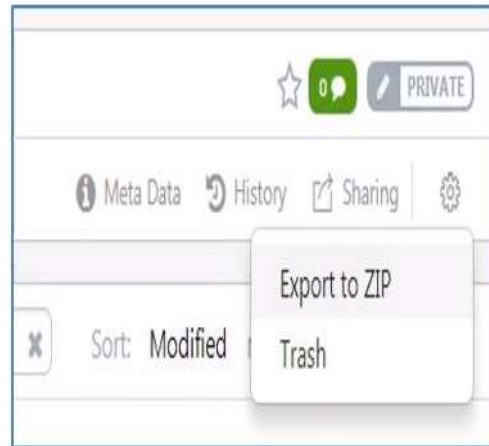 0 PRIVATE
Meta Data History Sharing
Export to ZIP
Sort: Modified
Trash